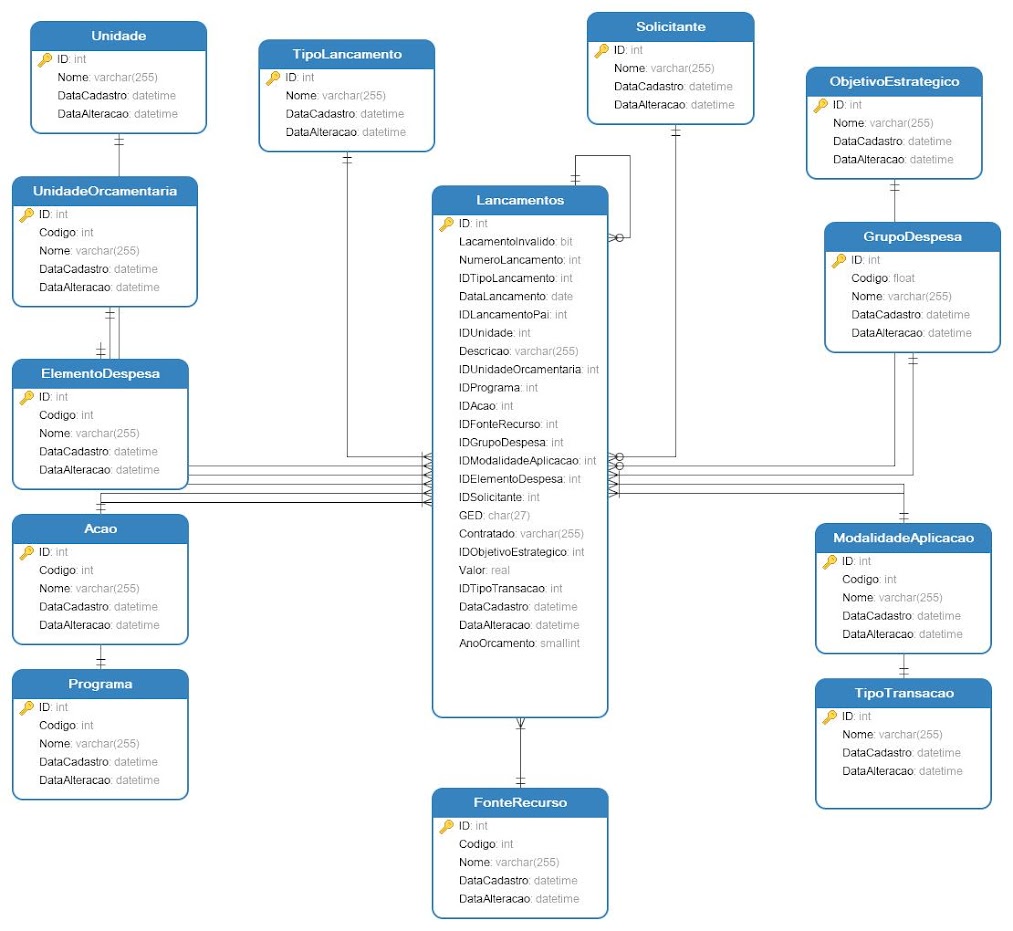 Unidade
ID: int
Nome: varchar(255)
DataCadastro: datetime
DataAlteracao: datetime
TipoLancamento
ID: int
Nome: varchar(255)
DataCadastro: datetime
DataAlteracao: datetime
Solicitante
ID: int
Nome: varchar(255)
DataCadastro: datetime
DataAlteracao: datetime
ObjetivoEstrategico
ID: int
Nome: varchar(255)
DataCadastro: datetime
DataAlteracao: datetime
UnidadeOrcamentaria
ID: int
Codigo: int
Nome: varchar(255)
DataCadastro: datetime
DataAlteracao: datetime
Lancamentos
ID: int
LacamentoInvalido: bit
NumeroLancamento: int
IDTipoLancamento: int
DataLancamento: date
IDLancamentoPai: int
IDUnidade: int
Descricao: varchar(255)
IDUnidadeOrcamentaria: int
IDPrograma: int
IDAcao: int
IDFonteRecurso: int
IDGrupoDespesa: int
IDModalidadeAplicacao: int
IDElementoDespesa: int
IDSolicitante: int
GED: char(27)
Contratado: varchar(255)
IDObjetivoEstrategico: int
Valor: real
IDTipoTransacao: int
DataCadastro: datetime
DataAlteracao: datetime
AnoOrcamento: smallint
GrupoDespesa
ID: int
Codigo: float
Nome: varchar(255)
DataCadastro: datetime
DataAlteracao: datetime
ElementoDespesa
ID: int
Codigo: int
Nome: varchar(255)
DataCadastro: datetime
DataAlteracao: datetime
Acao
ID: int
Codigo: int
Nome: varchar(255)
DataCadastro: datetime
DataAlteracao: datetime
ModalidadeAplicacao
ID: int
Codigo: int
Nome: varchar(255)
DataCadastro: datetime
DataAlteracao: datetime
Programa
ID: int
Codigo: int
Nome: varchar(255)
DataCadastro: datetime
DataAlteracao: datetime
TipoTransacao
ID: int
Nome: varchar(255)
DataCadastro: datetime
DataAlteracao: datetime
FonteRecurso
ID: int
Codigo: int
Nome: varchar(255)
DataCadastro: datetime
DataAlteracao: datetime